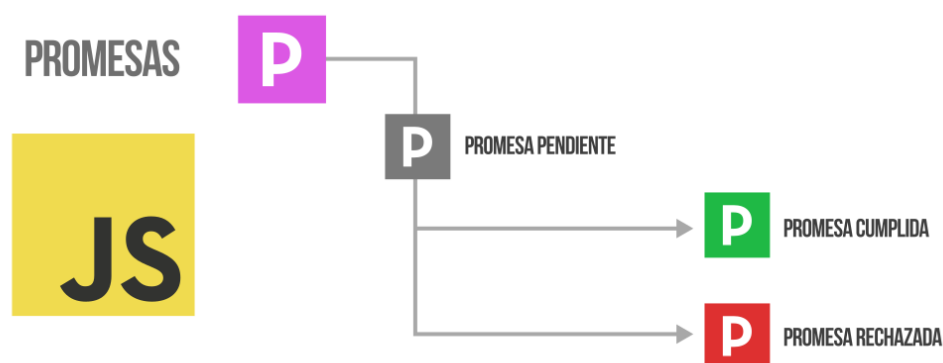 PROMESAS
P
P
PROMESA PENDIENTE
JS
P
PROMESA CUMPLIDA
P
PROMESA RECHAZADA